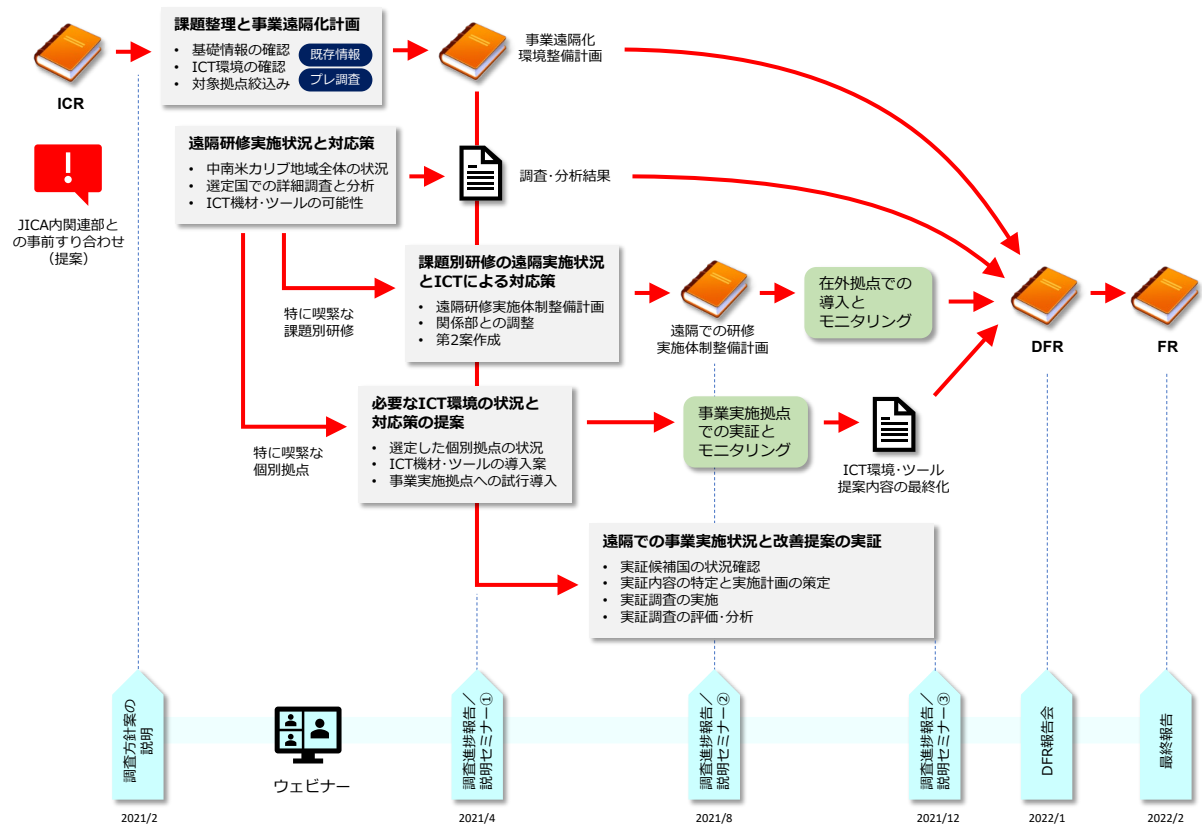 ICR
課題整理と事業遠隔化計画
• 基礎情報の確認
• ICT環境の確認
• 対象拠点絞込み
既存情報
プレ調査
事業遠隔化
環境整備計画
JICA内関連部と
の事前すり合わせ
（提案）
遠隔研修実施状況と対応策
• 中南米カリブ地域全体の状況
• 選定国での詳細調査と分析
• ICT機材・ツールの可能性
調査・分析結果
特に喫緊な
課題別研修
課題別研修の遠隔実施状況
とICTによる対応策
• 遠隔研修実施体制整備計画
• 関係部との調整
• 第2案作成
遠隔での研修
実施体制整備計画
在外拠点での
導入と
モニタリング
DFR
FR
特に喫緊な
個別拠点
必要なICT環境の状況と
対応策の提案
• 選定した個別拠点の状況
• ICT機材・ツールの導入案
• 事業実施拠点への試行導入
事業実施拠点
での実証と
モニタリング
ICT環境・ツール
提案内容の最終化
遠隔での事業実施状況と改善提案の実証
• 実証候補国の状況確認
• 実証内容の特定と実施計画の策定
• 実証調査の実施
• 実証調査の評価・分析
調査方針案の
説明
ウェビナー
調査進捗報告／
説明セミナー①
調査進捗報告／
説明セミナー②
調査進捗報告／
説明セミナー③
DFR報告会
最終報告
2021/2
2021/4
2021/8
2021/12
2022/1
2022/2